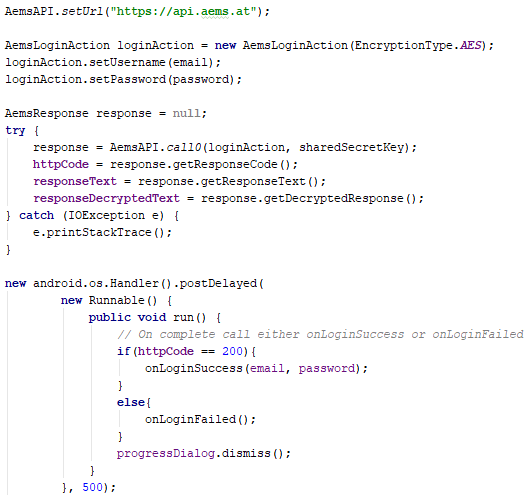 AemsAPI.setUrl("https://api.aems.at");

AemsLoginAction loginAction = new AemsLoginAction(EncryptionType.AES);
loginAction.setUsername(email);
loginAction.setPassword(password);

AemsResponse response = null;
try {
    response = AemsAPI.call0(loginAction, sharedSecretKey);
    httpCode = response.getResponseCode();
    responseText = response.getResponseText();
    responseDecryptedText = response.getDecryptedResponse();
} catch (IOException e) {
    e.printStackTrace();
}

new android.os.Handler().postDelayed(
        new Runnable() {
            public void run() {
                // On complete call either onLoginSuccess or onLoginFailed
                if(httpCode == 200){
                    onLoginSuccess(email, password);
                }
                else{
                    onLoginFailed();
                }
                progressDialog.dismiss();
            }
        }, 500);